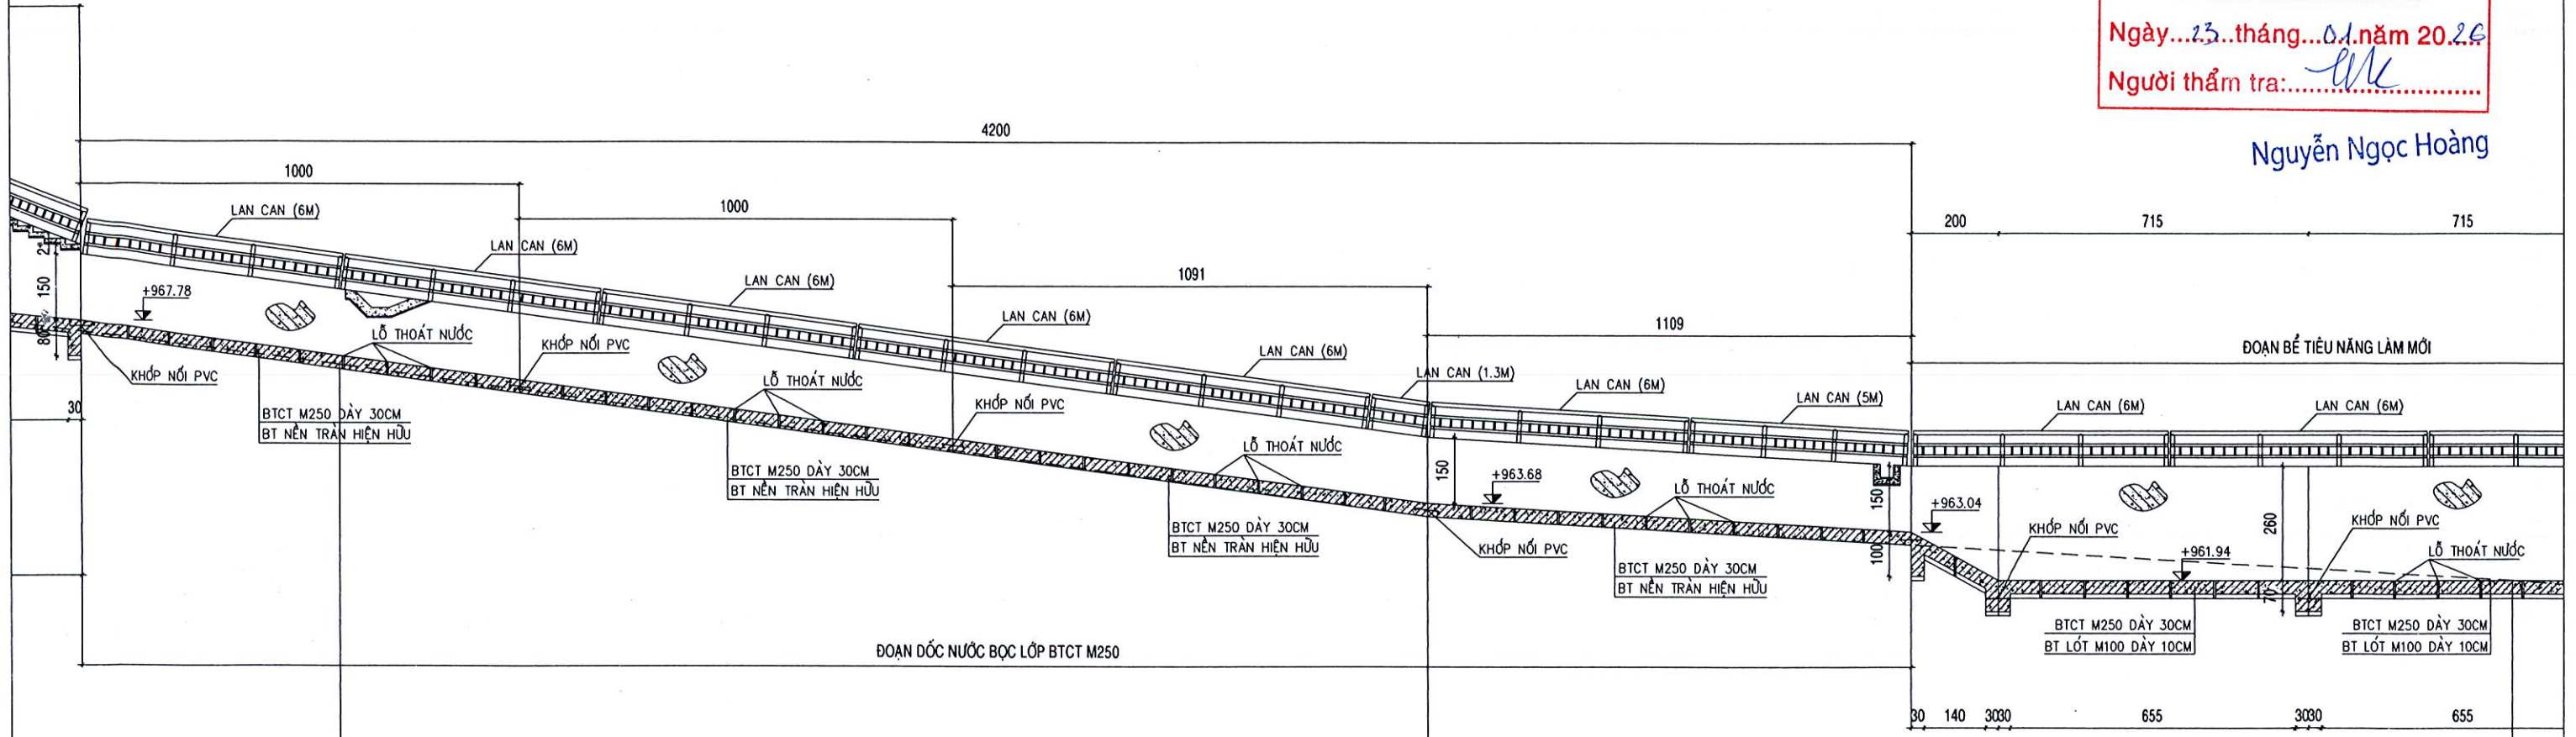 Ngày...23..tháng...01.năm 20.26
Người thẩm tra:
Nguyễn Ngọc Hoàng
4200
1000
1000
1091
1109
200
715
715
LAN CAN (6M)
LAN CAN (6M)
LAN CAN (6M)
LAN CAN (6M)
LAN CAN (6M)
LAN CAN (1.3M)
LAN CAN (6M)
LAN CAN (5M)
ĐOẠN BỂ TIÊU NĂNG LÀM MỚI
LAN CAN (6M)
LAN CAN (6M)
150
+967.78
30
KHỚP NỐI PVC
LỖ THOÁT NƯỚC
BTCT M250 DÀY 30CM
BT NỀN TRÀN HIỆN HỮU
KHỚP NỐI PVC
LỖ THOÁT NƯỚC
BTCT M250 DÀY 30CM
BT NỀN TRÀN HIỆN HỮU
KHỚP NỐI PVC
LỖ THOÁT NƯỚC
BTCT M250 DÀY 30CM
BT NỀN TRÀN HIỆN HỮU
150
+963.68
KHỚP NỐI PVC
LỖ THOÁT NƯỚC
BTCT M250 DÀY 30CM
BT NỀN TRÀN HIỆN HỮU
150
100
+963.04
KHỚP NỐI PVC
+961.94
260
70
KHỚP NỐI PVC
LỖ THOÁT NƯỚC
BTCT M250 DÀY 30CM
BT LÓT M100 DÀY 10CM
BTCT M250 DÀY 30CM
BT LÓT M100 DÀY 10CM
ĐOẠN DỐC NƯỚC BỌC LỚP BTCT M250
30 140 3030 655 3030 655